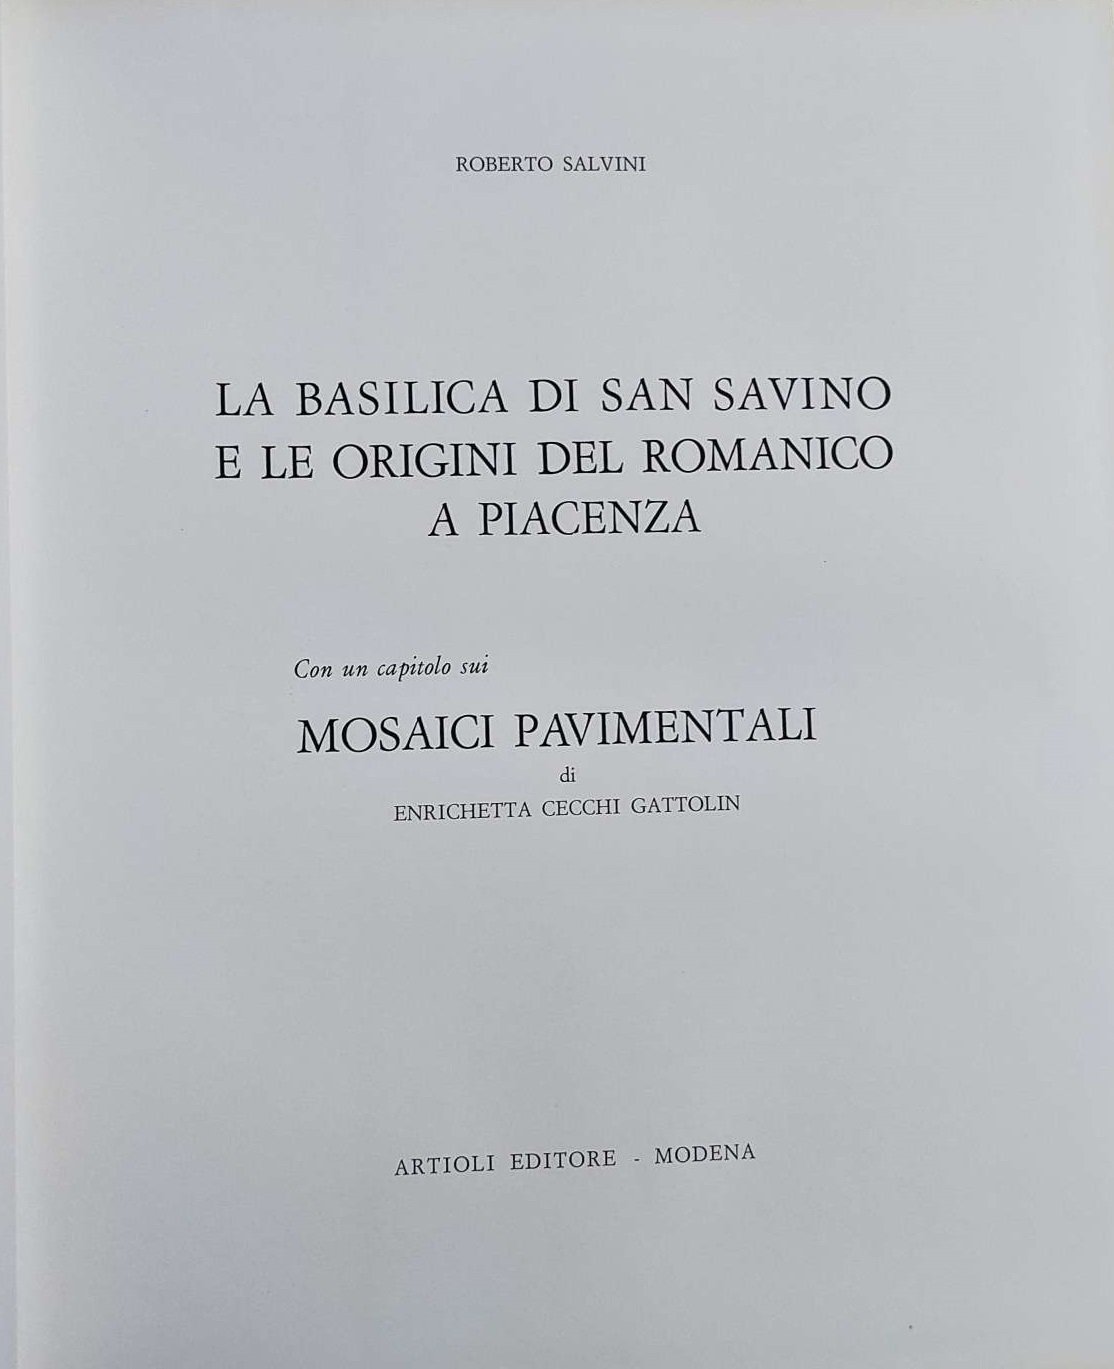 ROBERTO SALVINI
LA BASILICA DI SAN SAVINO
E LE ORIGINI DEL ROMANICO
A PIACENZA
Con un capitolo sui
MOSAICI PAVIMENTALI
di
ENRICHETTA CECCHI GATTOLIN
ARTIOLI EDITORE - MODENA